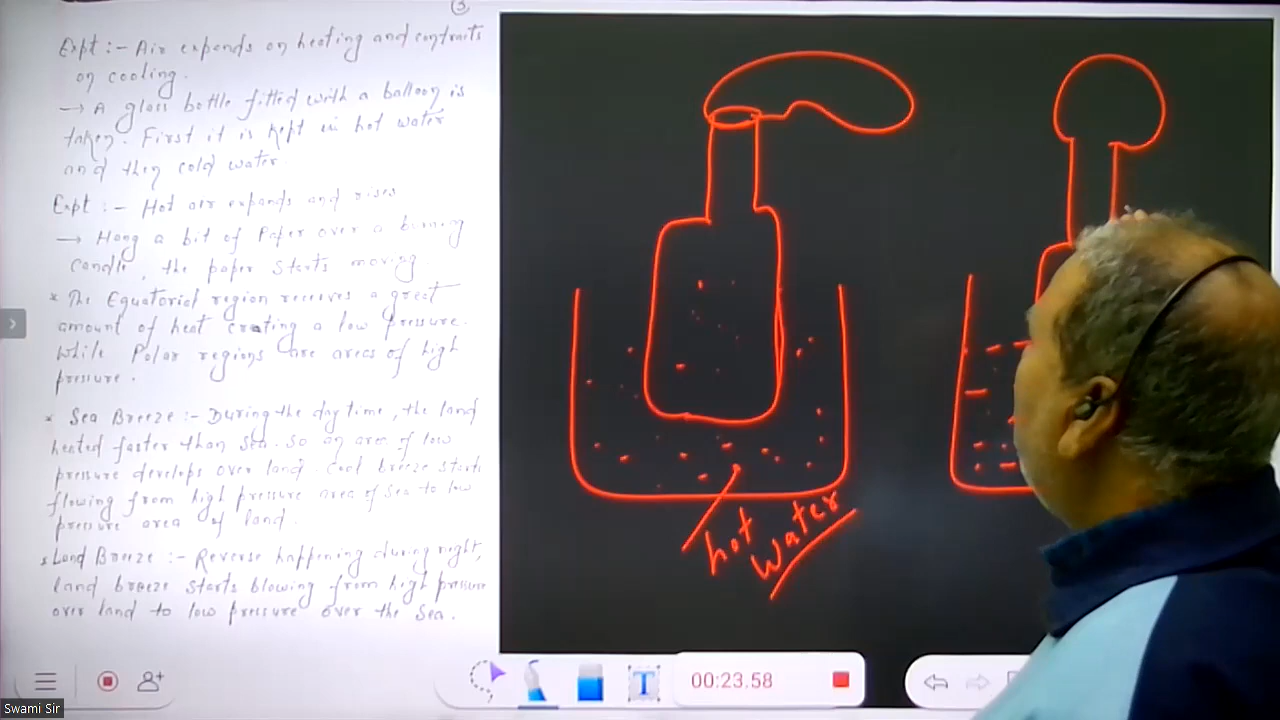 3
Expt :- Air expands on heating and contracts
on cooling.
→ A glass bottle fitted with a balloon is
taken. First it is kept in hot water
and then cold water.
Expt :- Hot air expands and rises
→ Hang a bit of Paper over a burning
candle, the paper starts moving.
* The Equatorial region receives a great
amount of heat creating a low pressure.
While Polar regions are areas of high
pressure.
* Sea Breeze :- During the day time, the land
heated faster than sea. So an area of low
pressure develops over land. Cool breeze starts
flowing from high pressure area of sea to low
pressure area of land.
* Land Breeze :- Reverse happening during night,
land breeze starts blowing from high pressure
over land to low pressure over the Sea.
hot
water
T
00:23.58
Swami Sir